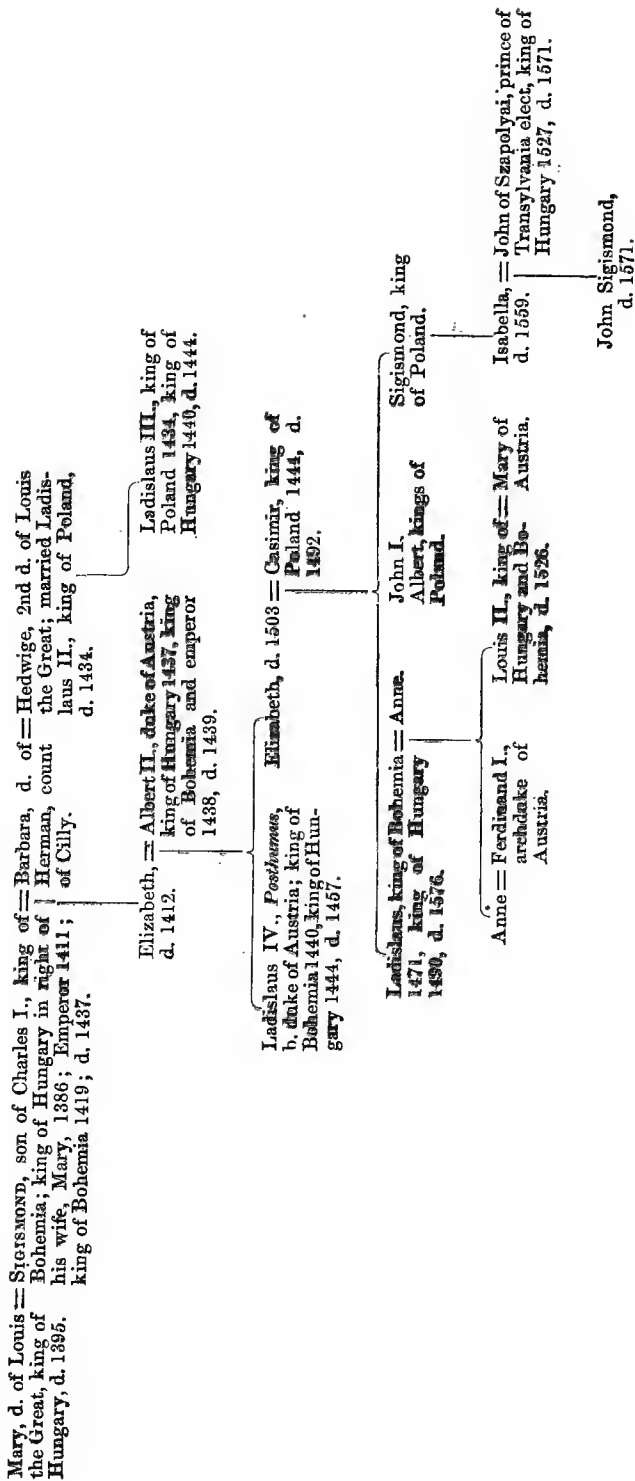 Mary, d. of Louis = SIGISMOND, son of Charles I., king of = Barbara, d. of = Hedwige, 2nd d. of Louis
the Great, king of Bohemia; king of Hungary in right of Herman, count the Great; married Ladis-
Hungary, d. 1395. his wife, Mary, 1386; Emperor 1411; of Cilly. laus II., king of Poland,
king of Bohemia 1419; d. 1437. d. 1434.
Elizabeth, = Albert II., duke of Austria,
d. 1412. king of Hungary 1437, king
of Bohemia and emperor
1438, d. 1439.
Ladislaus III., king of
Poland 1434, king of
Hungary 1440, d. 1444.
Ladislaus IV., Posthumus,
b. duke of Austria; king of
Bohemia 1440, king of Hun-
gary 1444, d. 1457.
Elizabeth, d. 1503 = Casimir, king of
Poland 1444, d.
1492.
Ladislaus, king of Bohemia = Anne.
1471, king of Hungary
1490, d. 1576.
John I.
Albert, kings of
Poland.
Sigismond, king
of Poland.
Anne = Ferdinand I.,
archduke of
Austria.
Louis II., king of = Mary of
Hungary and Bo- Austria.
hemia, d. 1526.
Isabella, = John of Szapolyai, prince of
d. 1559. Transylvania elect, king of
Hungary 1527, d. 1571.
John Sigismond,
d. 1571.